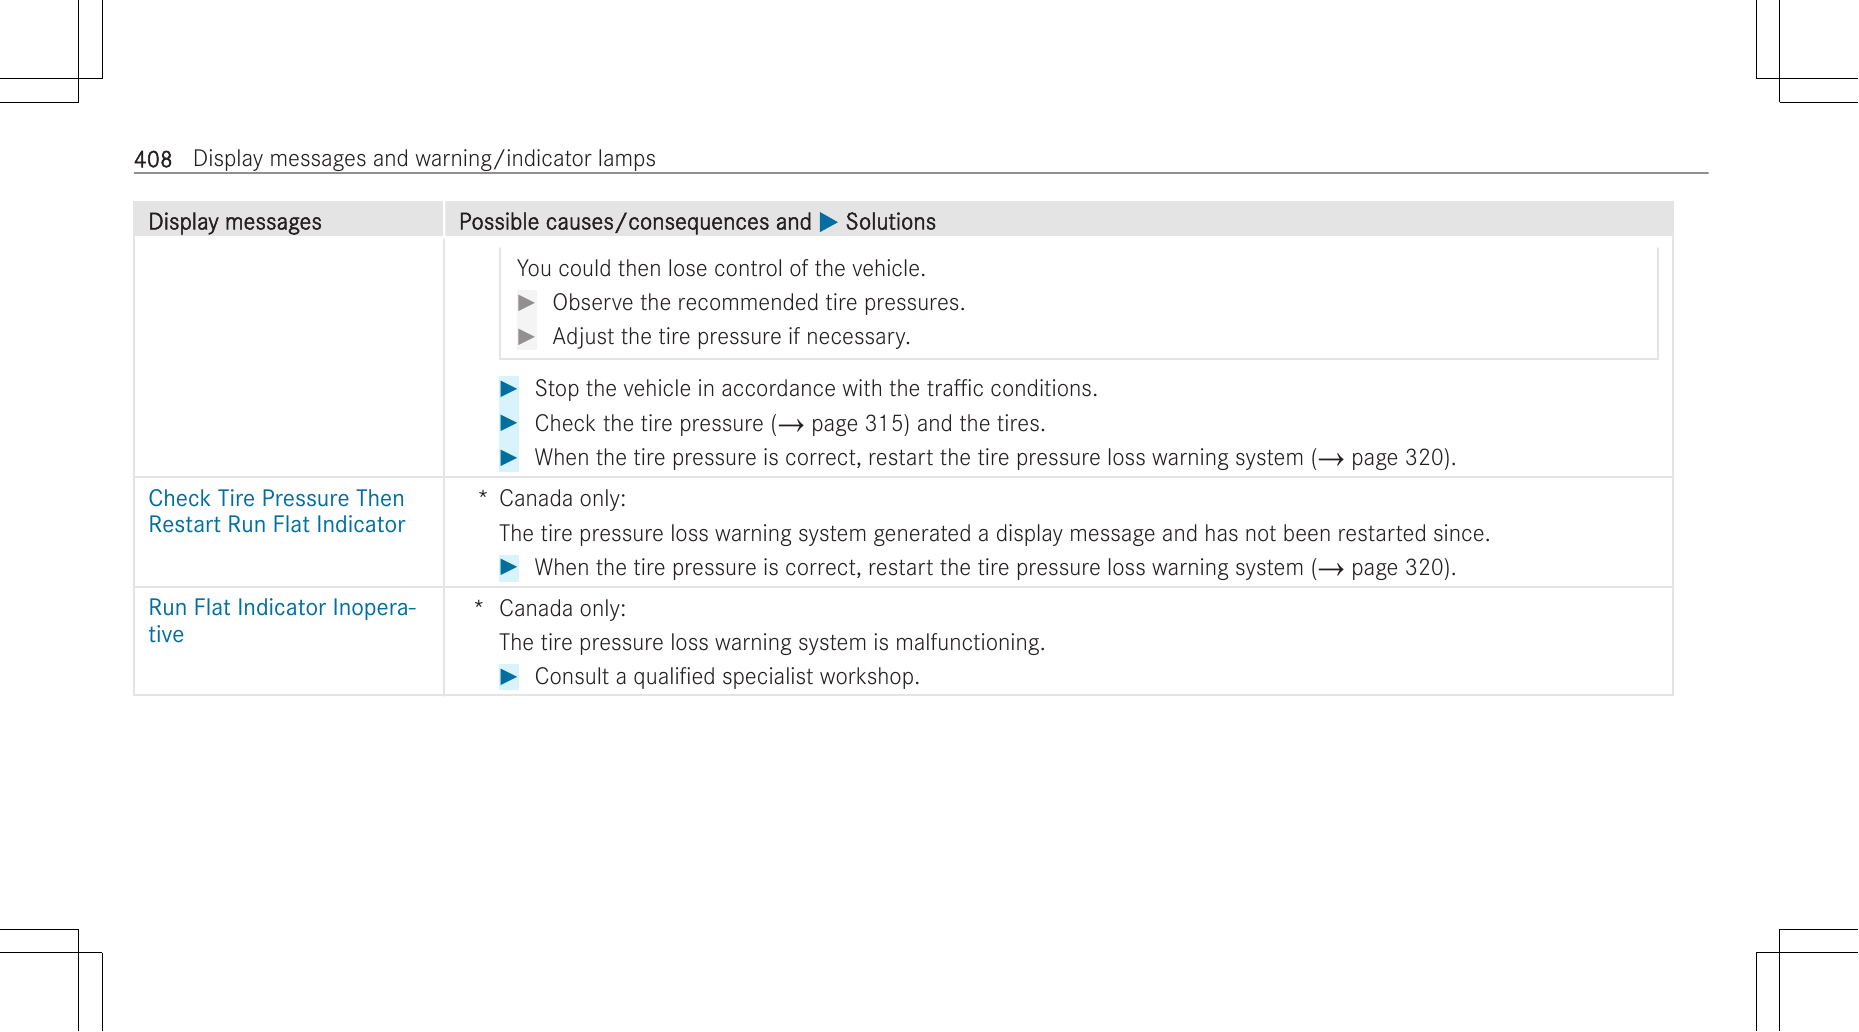 408 Display messages and warning/indicator lamps
Display messages
Possible causes/consequences and ▶ Solutions
You could then lose control of the vehicle.
▶ Observe the recommended tire pressures.
▶ Adjust the tire pressure if necessary.
▶ Stop the vehicle in accordance with the traffic conditions.
▶ Check the tire pressure (→ page 315) and the tires.
▶ When the tire pressure is correct, restart the tire pressure loss warning system (→ page 320).
Check Tire Pressure Then
Restart Run Flat Indicator
* Canada only:
The tire pressure loss warning system generated a display message and has not been restarted since.
▶ When the tire pressure is correct, restart the tire pressure loss warning system (→ page 320).
Run Flat Indicator Inopera-
tive
* Canada only:
The tire pressure loss warning system is malfunctioning.
▶ Consult a qualified specialist workshop.